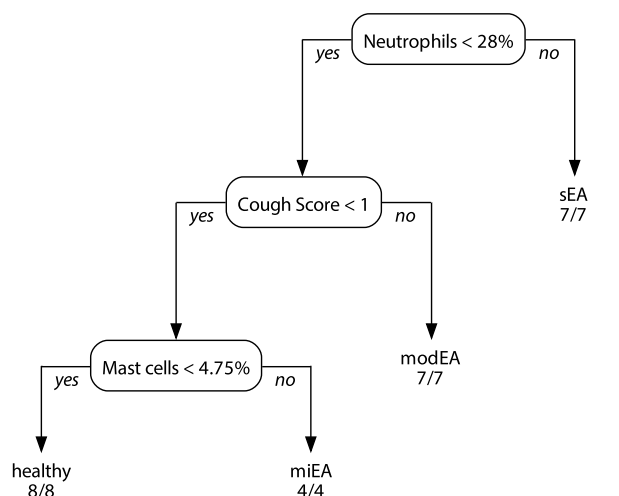 Neutrophils < 28%
yes
no
sEA
7/7
Cough Score < 1
yes
no
modEA
7/7
Mast cells < 4.75%
yes
no
healthy
8/8
miEA
4/4